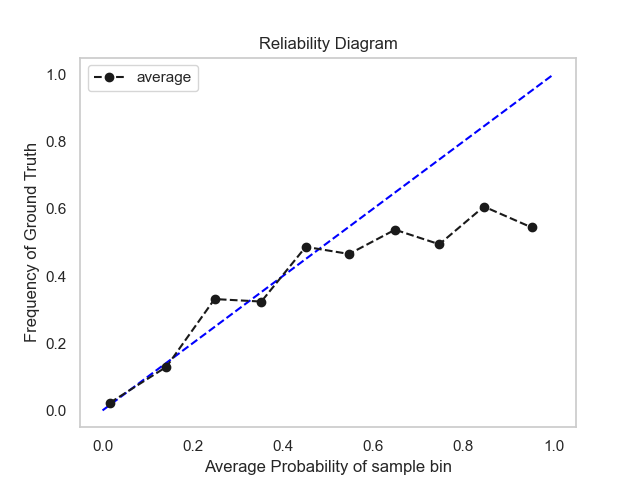 Reliability Diagram
average
1.0
0.8
0.6
0.4
0.2
0.0
Frequency of Ground Truth
0.0 0.2 0.4 0.6 0.8 1.0
Average Probability of sample bin